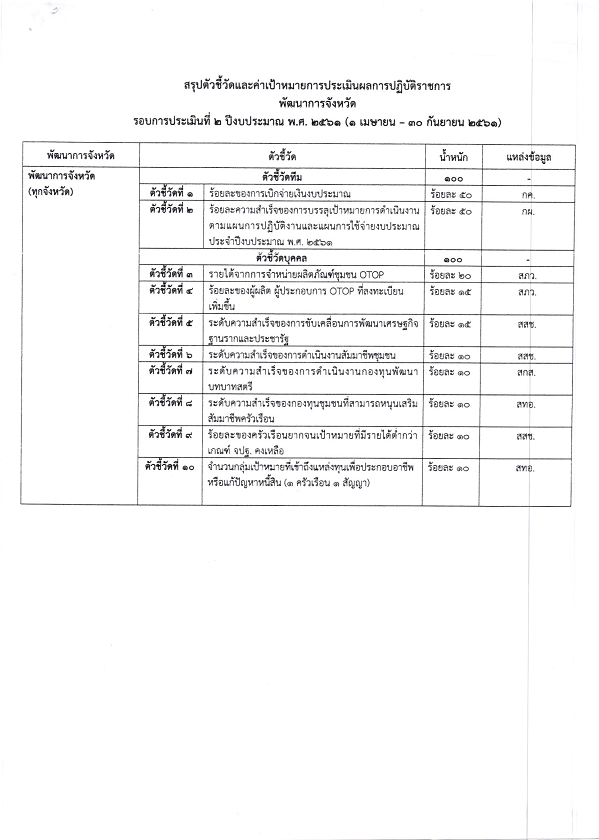 สรุปตัวชี้วัดและค่าเป้าหมายการประเมินผลการปฏิบัติราชการ
พัฒนาการจังหวัด
รอบการประเมินที่ ๒ ปีงบประมาณ พ.ศ. ๒๕๖๑ (๑ เมษายน – ๓๐ กันยายน ๒๕๖๑)
พัฒนาการจังหวัด ตัวชี้วัด น้ำหนัก แหล่งข้อมูล
พัฒนาการจังหวัด ตัวชี้วัดทีม ๑๐๐ -
(ทุกจังหวัด) ตัวชี้วัดที่ ๑ ร้อยละของการเบิกจ่ายเงินงบประมาณ ร้อยละ ๕๐ กค.
ตัวชี้วัดที่ ๒ ร้อยละความสำเร็จของการบรรลุเป้าหมายการดำเนินงาน ร้อยละ ๕๐ กผ.
ตามแผนการปฏิบัติงานและแผนการใช้จ่ายงบประมาณ
ประจำปีงบประมาณ พ.ศ. ๒๕๖๑
ตัวชี้วัดบุคคล ๑๐๐ -
ตัวชี้วัดที่ ๓ รายได้จากการจำหน่ายผลิตภัณฑ์ชุมชน OTOP ร้อยละ ๒๐ สภว.
ตัวชี้วัดที่ ๔ ร้อยละของผู้ผลิต ผู้ประกอบการ OTOP ที่ลงทะเบียน ร้อยละ ๑๕ สภว.
เพิ่มขึ้น
ตัวชี้วัดที่ ๕ ระดับความสำเร็จของการขับเคลื่อนการพัฒนาเศรษฐกิจ ร้อยละ ๑๕ สสช.
ฐานรากและประชารัฐ
ตัวชี้วัดที่ ๖ ระดับความสำเร็จของการดำเนินงานสัมมาชีพชุมชน ร้อยละ ๑๐ สสช.
ตัวชี้วัดที่ ๗ ระดับความสำเร็จของการดำเนินงานกองทุนพัฒนา ร้อยละ ๑๐ สกส.
บทบาทสตรี
ตัวชี้วัดที่ ๘ ระดับความสำเร็จของกองทุนชุมชนที่สามารถหนุนเสริม ร้อยละ ๑๐ สทอ.
สัมมาชีพครัวเรือน
ตัวชี้วัดที่ ๙ ร้อยละของครัวเรือนยากจนเป้าหมายที่มีรายได้ต่ำกว่า ร้อยละ ๑๐ สสช.
เกณฑ์ จปฐ. คงเหลือ
ตัวชี้วัดที่ ๑๐ จำนวนกลุ่มเป้าหมายที่เข้าถึงแหล่งทุนเพื่อประกอบอาชีพ ร้อยละ ๑๐ สทอ.
หรือแก้ปัญหาหนี้สิน (๑ ครัวเรือน ๑ สัญญา)